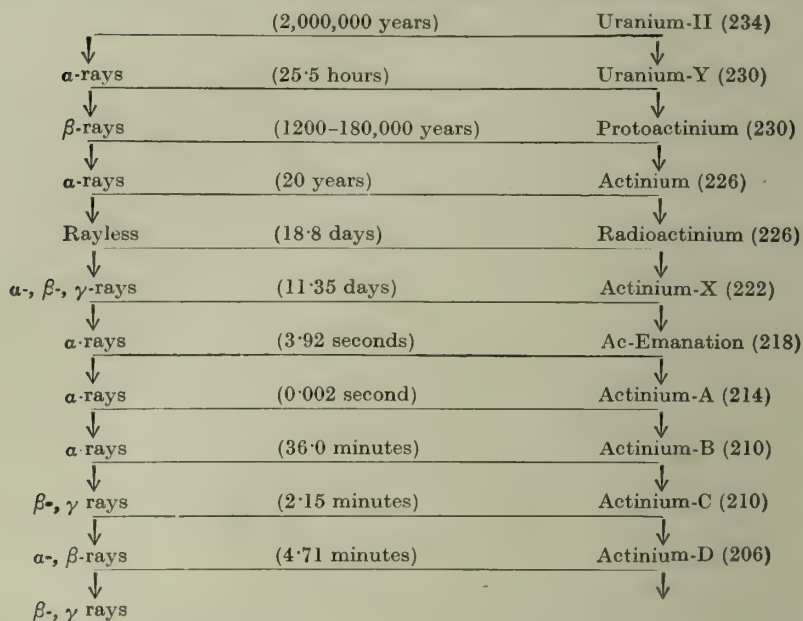 (2,000,000 years) Uranium-II (234)
α-rays (25·5 hours) Uranium-Y (230)
β-rays (1200–180,000 years) Protoactinium (230)
α-rays (20 years) Actinium (226)
Rayless (18·8 days) Radioactinium (226)
α-, β-, γ-rays (11·35 days) Actinium-X (222)
α-rays (3·92 seconds) Ac-Emanation (218)
α-rays (0·002 second) Actinium-A (214)
α-rays (36·0 minutes) Actinium-B (210)
β-, γ rays (2·15 minutes) Actinium-C (210)
α-, β-rays (4·71 minutes) Actinium-D (206)
β-, γ rays